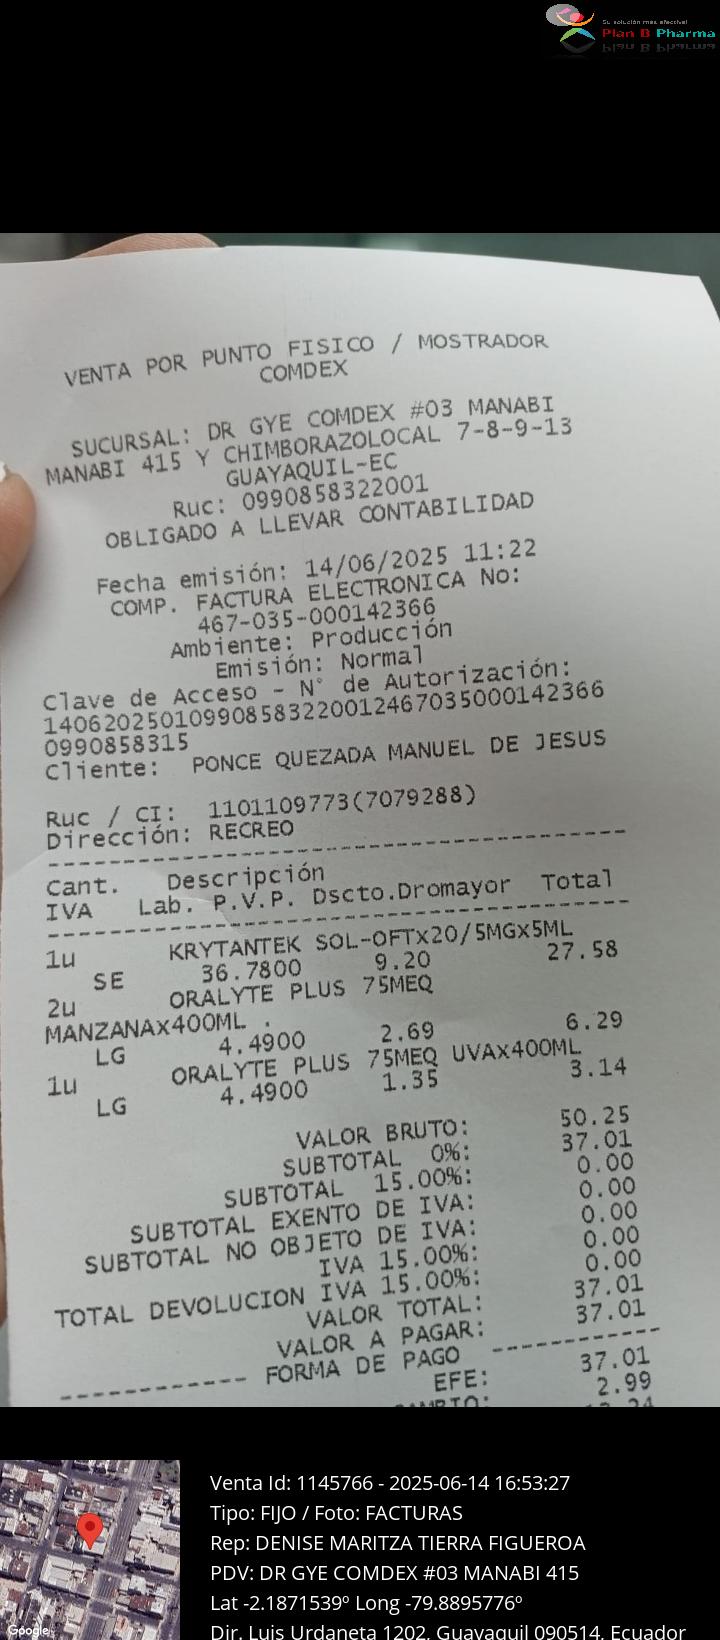 Su solución más efectiva!
Plan B Pharma
VENTA POR PUNTO FISICO / MOSTRADOR
COMDEX
SUCURSAL: DR GYE COMDEX #03 MANABI
MANABI 415 Y CHIMBORAZOLOCAL 7-8-9-13
GUAYAQUIL-EC
Ruc: 0990858322001
OBLIGADO A LLEVAR CONTABILIDAD
Fecha emisión: 14/06/2025 11:22
COMP. FACTURA ELECTRONICA No:
467-035-000142366
Ambiente: Producción
Emisión: Normal
Clave de Acceso - N° de Autorización:
140620250109908583220012467035000142366
0990858315
Cliente: PONCE QUEZADA MANUEL DE JESUS
Ruc / CI: 1101109773(7079288)
Dirección: RECREO
Cant. Descripción
IVA Lab. P.V.P. Dscto.Dromayor Total
1u KRYTANTEK SOL-OFTx20/5MGx5ML
SE 36.7800 9.20 27.58
2u ORALYTE PLUS 75MEQ
MANZANAx400ML .
LG 4.4900 2.69 6.29
1u ORALYTE PLUS 75MEQ UVAx400ML
LG 4.4900 1.35 3.14
VALOR BRUTO: 50.25
SUBTOTAL 0%: 37.01
SUBTOTAL 15.00%: 0.00
SUBTOTAL EXENTO DE IVA: 0.00
SUBTOTAL NO OBJETO DE IVA: 0.00
IVA 15.00%: 0.00
TOTAL DEVOLUCION IVA 15.00%: 0.00
VALOR TOTAL: 37.01
VALOR A PAGAR: 37.01
------------ FORMA DE PAGO -----------
EFE: 37.01
CAMBIO: 2.99
Google
Venta Id: 1145766 - 2025-06-14 16:53:27
Tipo: FIJO / Foto: FACTURAS
Rep: DENISE MARITZA TIERRA FIGUEROA
PDV: DR GYE COMDEX #03 MANABI 415
Lat -2.1871539º Long -79.8895776º
Dir. Luis Urdaneta 1202, Guayaquil 090514, Ecuador